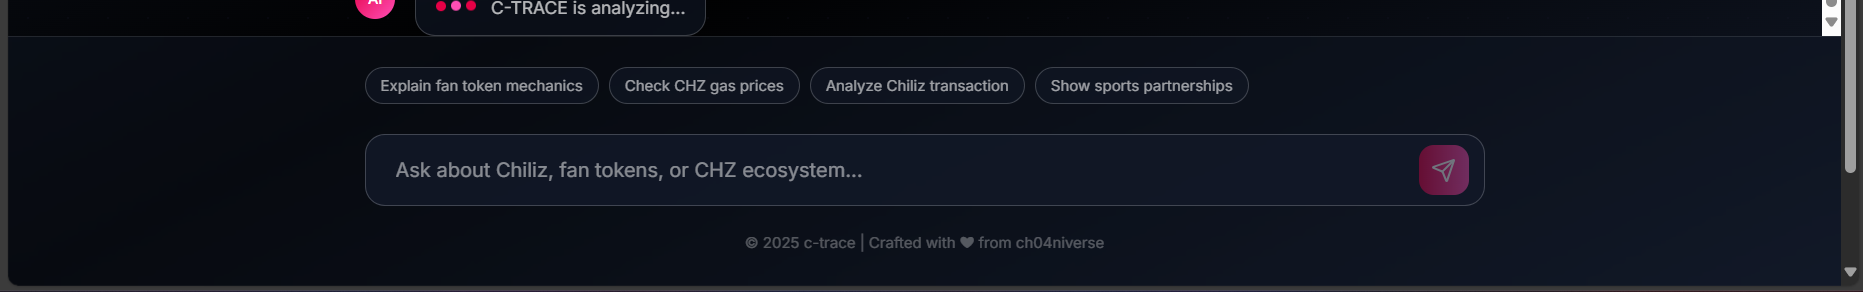 AI
C-TRACE is analyzing...
Explain fan token mechanics
Check CHZ gas prices
Analyze Chiliz transaction
Show sports partnerships
Ask about Chiliz, fan tokens, or CHZ ecosystem...
© 2025 c-trace | Crafted with ♥ from ch04niverse